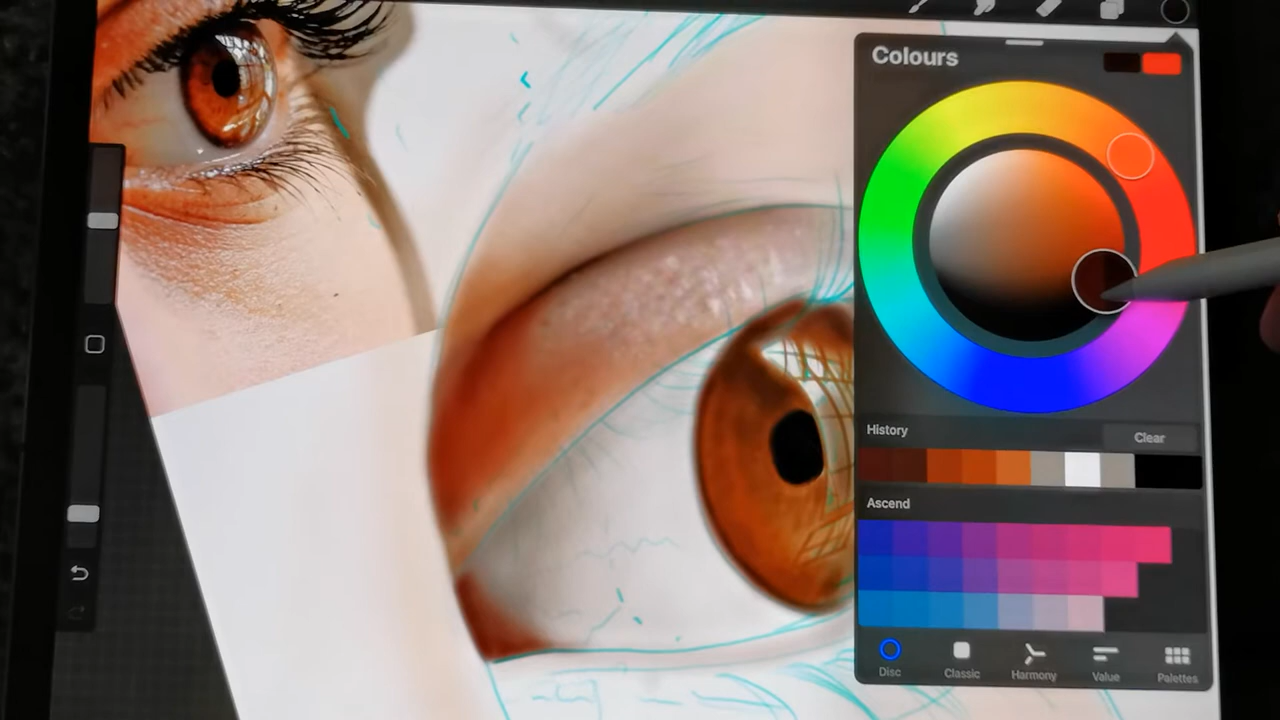 Colours
History
Clear
Ascend
Disc
Classic
Harmony
Value
Palettes